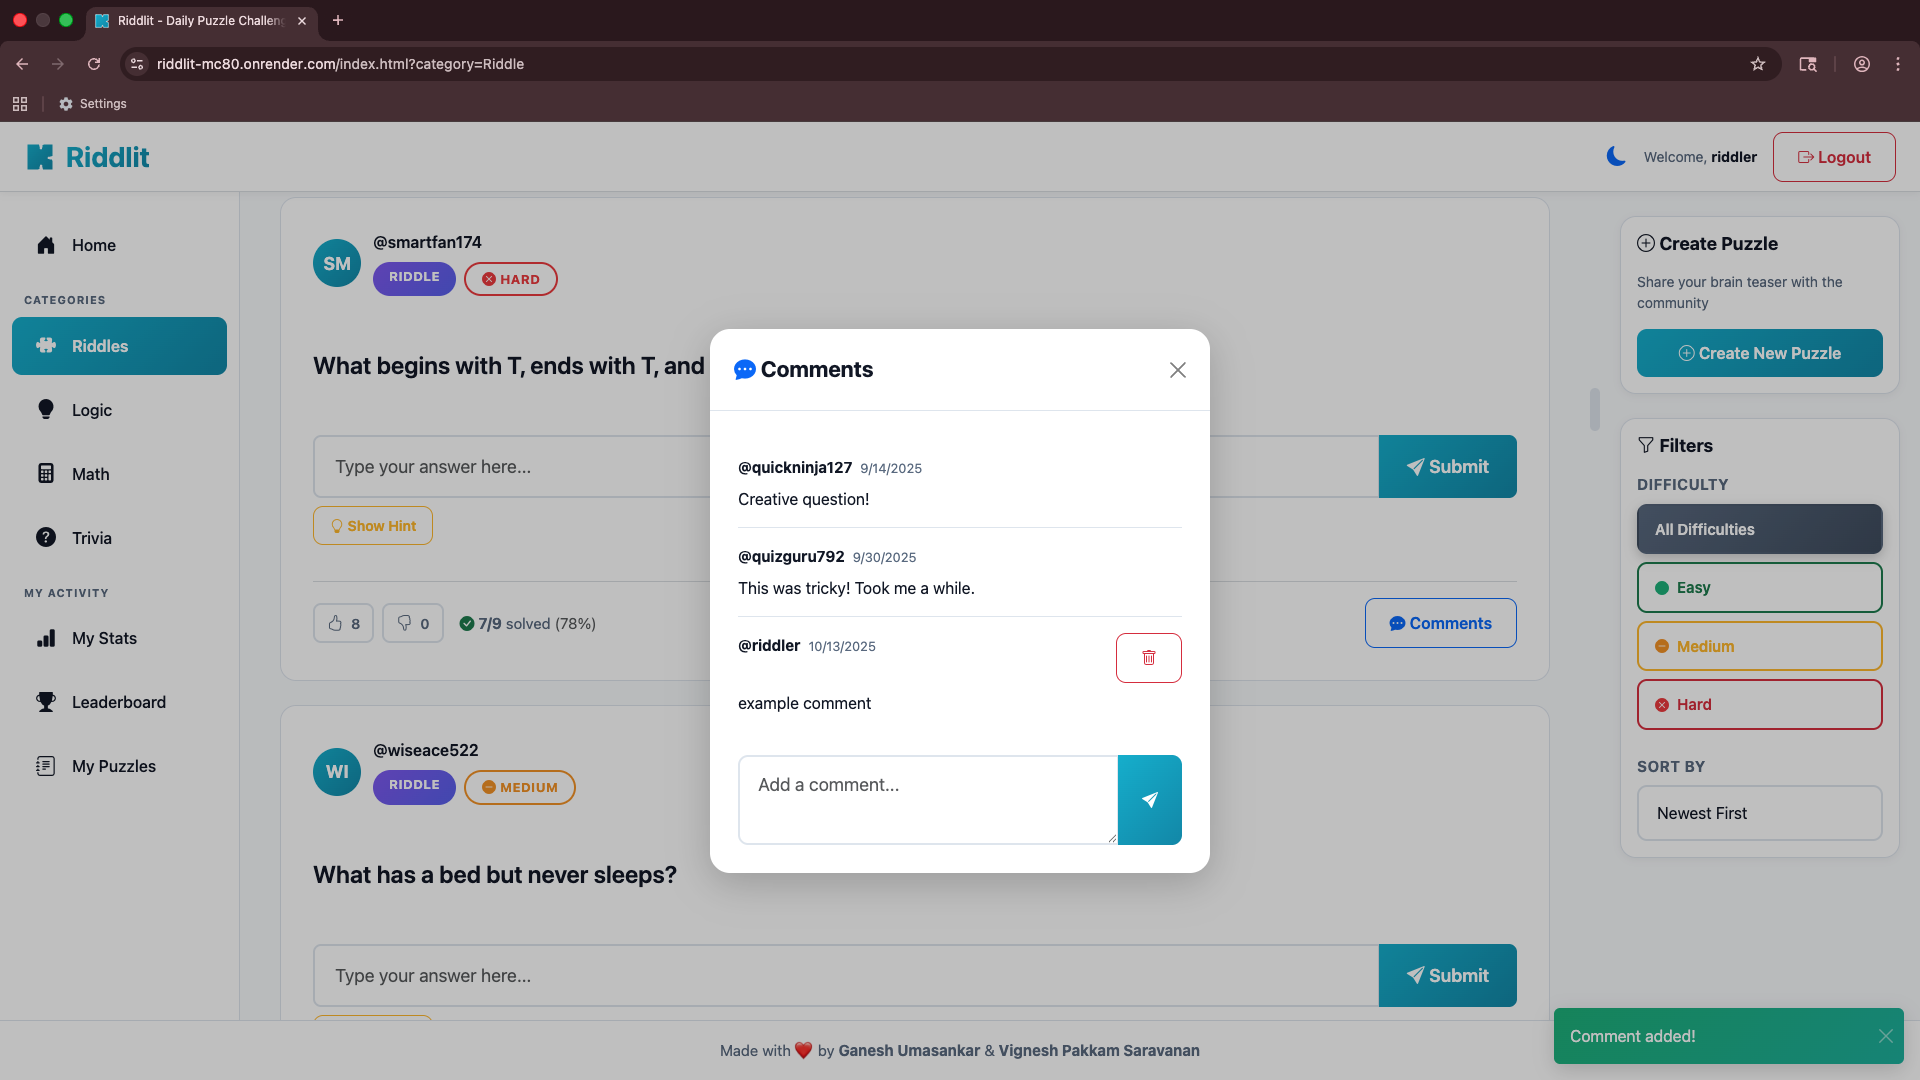 Riddlit - Daily Puzzle Challeng
riddlit-mc80.onrender.com/index.html?category=Riddle
Settings
Riddlit
Welcome, riddler
Logout
Home
CATEGORIES
Riddles
Logic
Math
Trivia
MY ACTIVITY
My Stats
Leaderboard
My Puzzles
SM
@smartfan174
RIDDLE
HARD
What begins with T, ends with T, and
Type your answer here...
Submit
Show Hint
8
0
7/9 solved (78%)
Comments
WI
@wiseace522
RIDDLE
MEDIUM
What has a bed but never sleeps?
Type your answer here...
Submit
Comments
@quickninja127 9/14/2025
Creative question!
@quizguru792 9/30/2025
This was tricky! Took me a while.
@riddler 10/13/2025
example comment
Add a comment...
Create Puzzle
Share your brain teaser with the
community
Create New Puzzle
Filters
DIFFICULTY
All Difficulties
Easy
Medium
Hard
SORT BY
Newest First
Made with ❤️ by Ganesh Umasankar & Vignesh Pakkam Saravanan
Comment added!